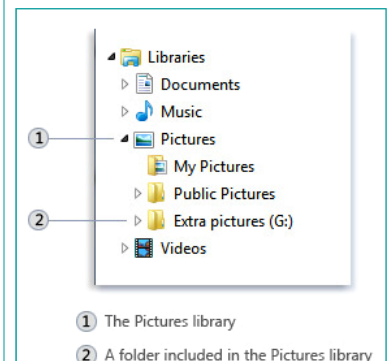 Libraries
Documents
Music
1 Pictures
My Pictures
Public Pictures
2 Extra pictures (G:)
Videos
1 The Pictures library
2 A folder included in the Pictures library